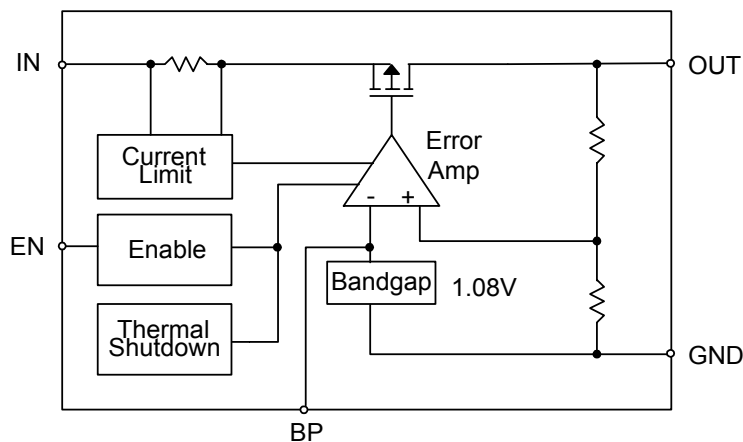 IN
OUT
Error
Amp
Current
Limit
- +
EN
Enable
Bandgap
1.08V
Thermal
Shutdown
GND
BP